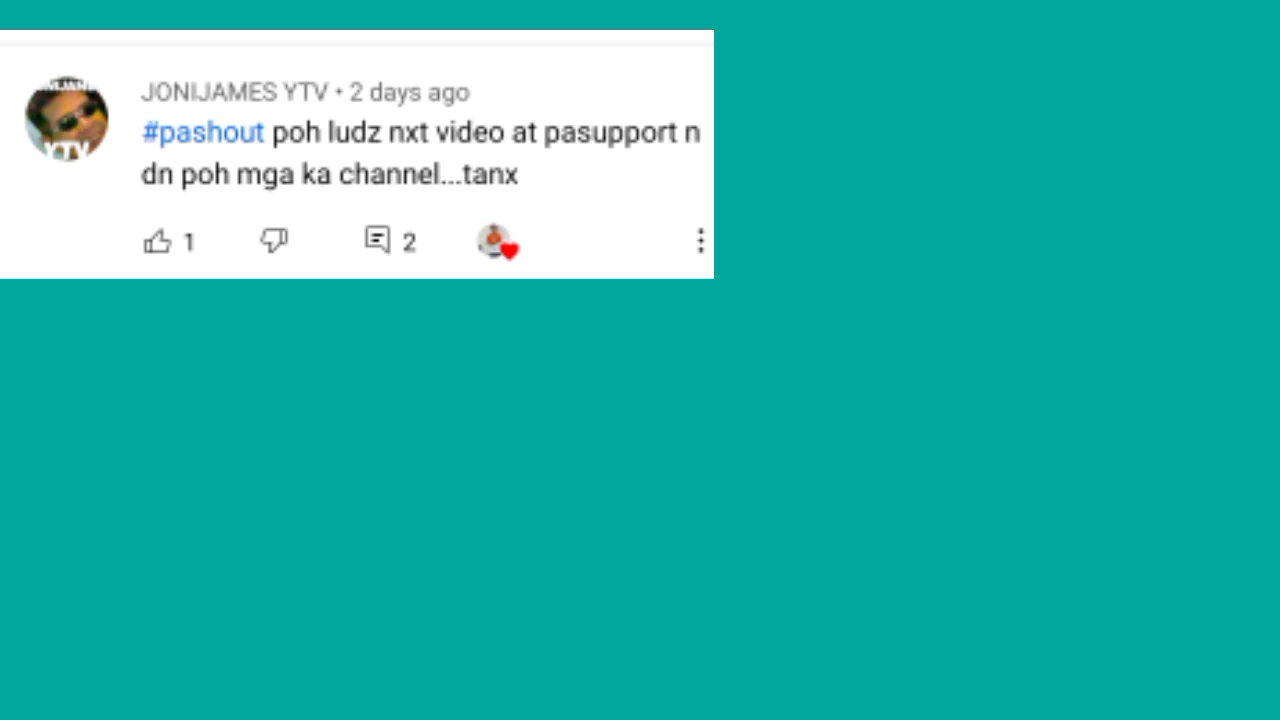 JONIJAMES YTV • 2 days ago
#pashout poh ludz nxt video at pasupport n
dn poh mga ka channel...tanx
1 2
YTV